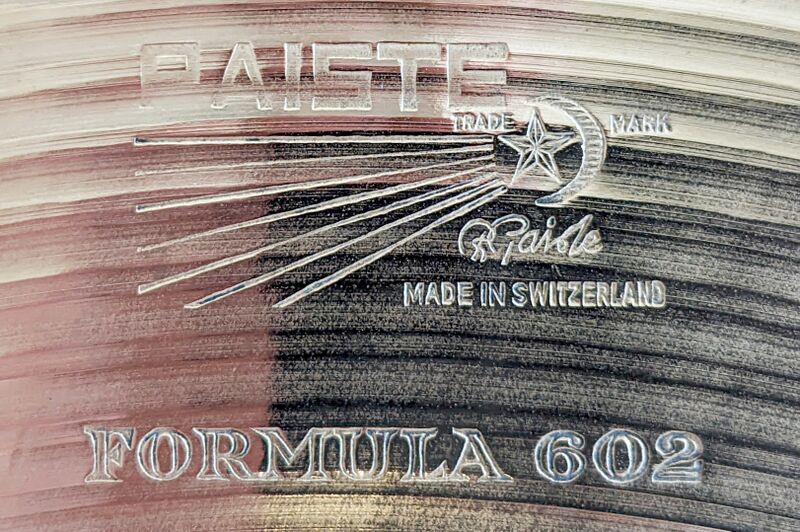 PAISTE
TRADE MARK
R Paiste
MADE IN SWITZERLAND
FORMULA 602